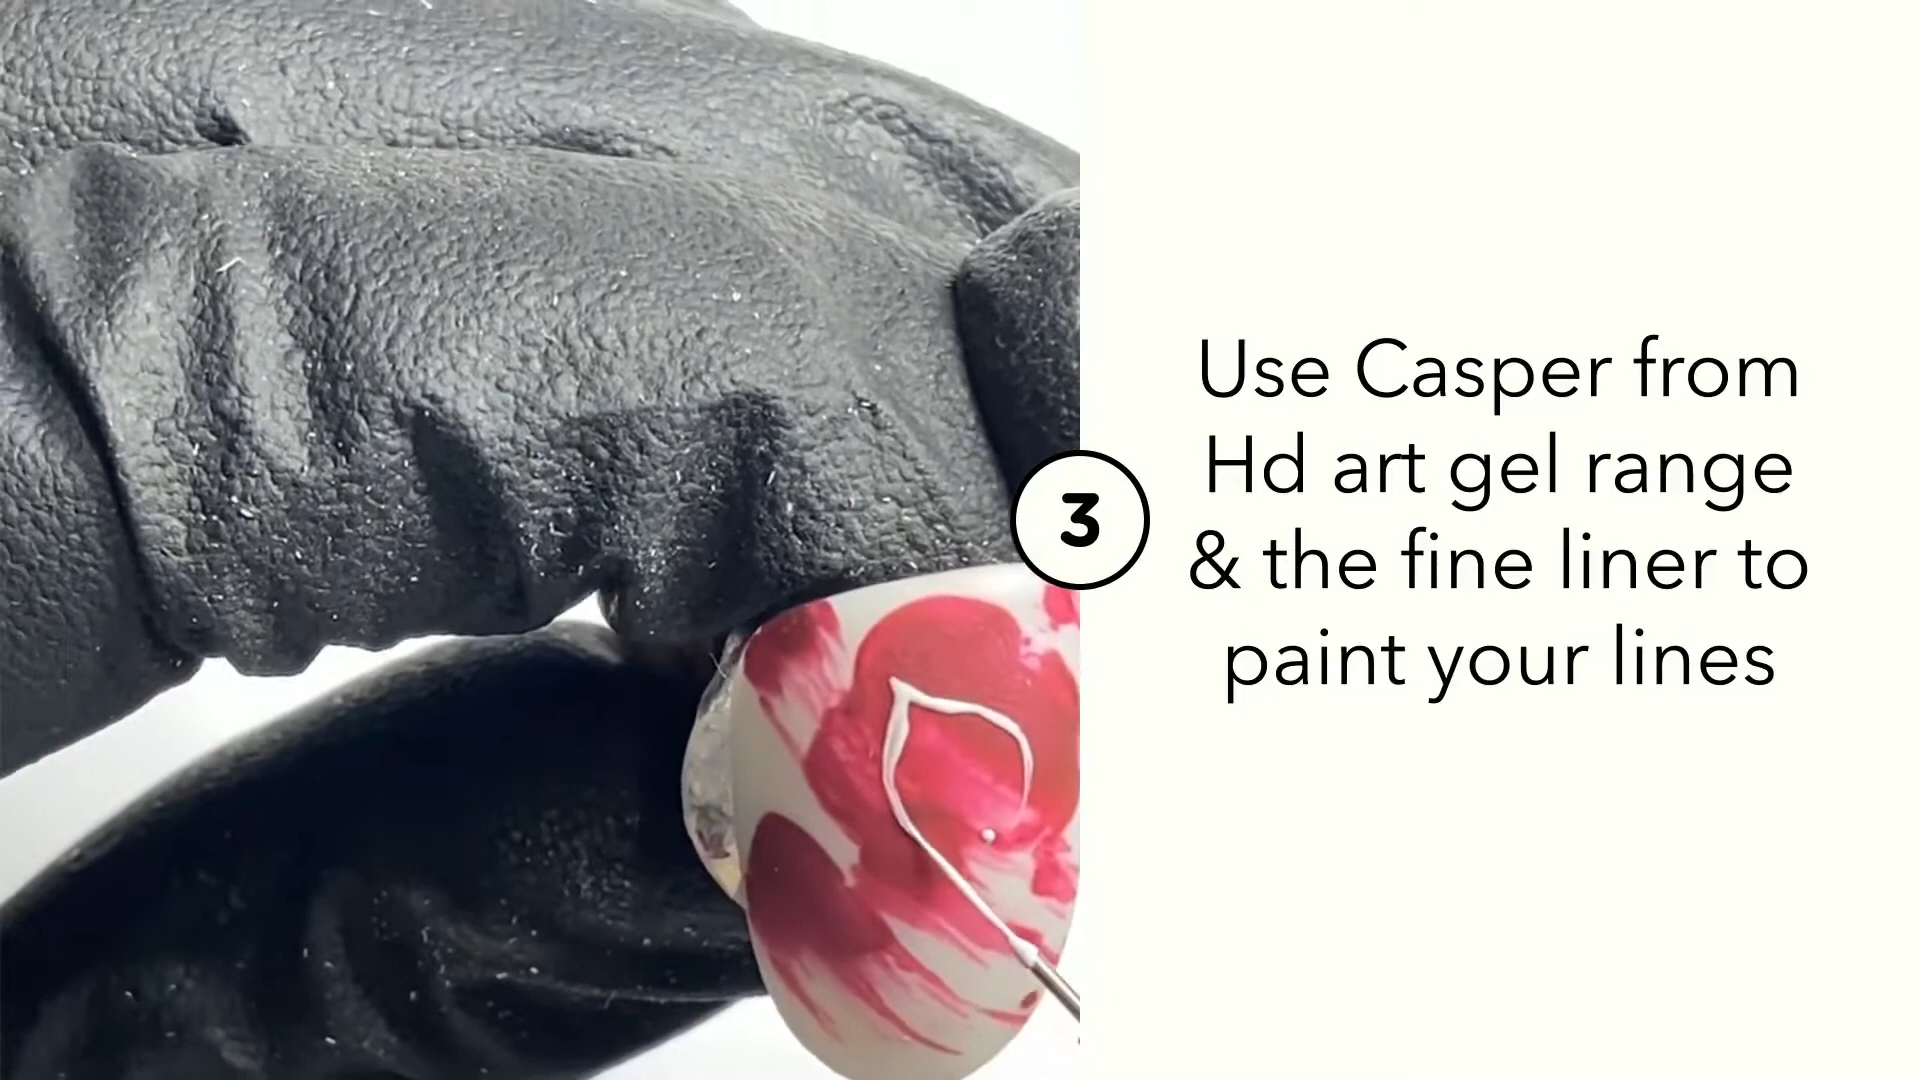 3
Use Casper from
Hd art gel range
& the fine liner to
paint your lines